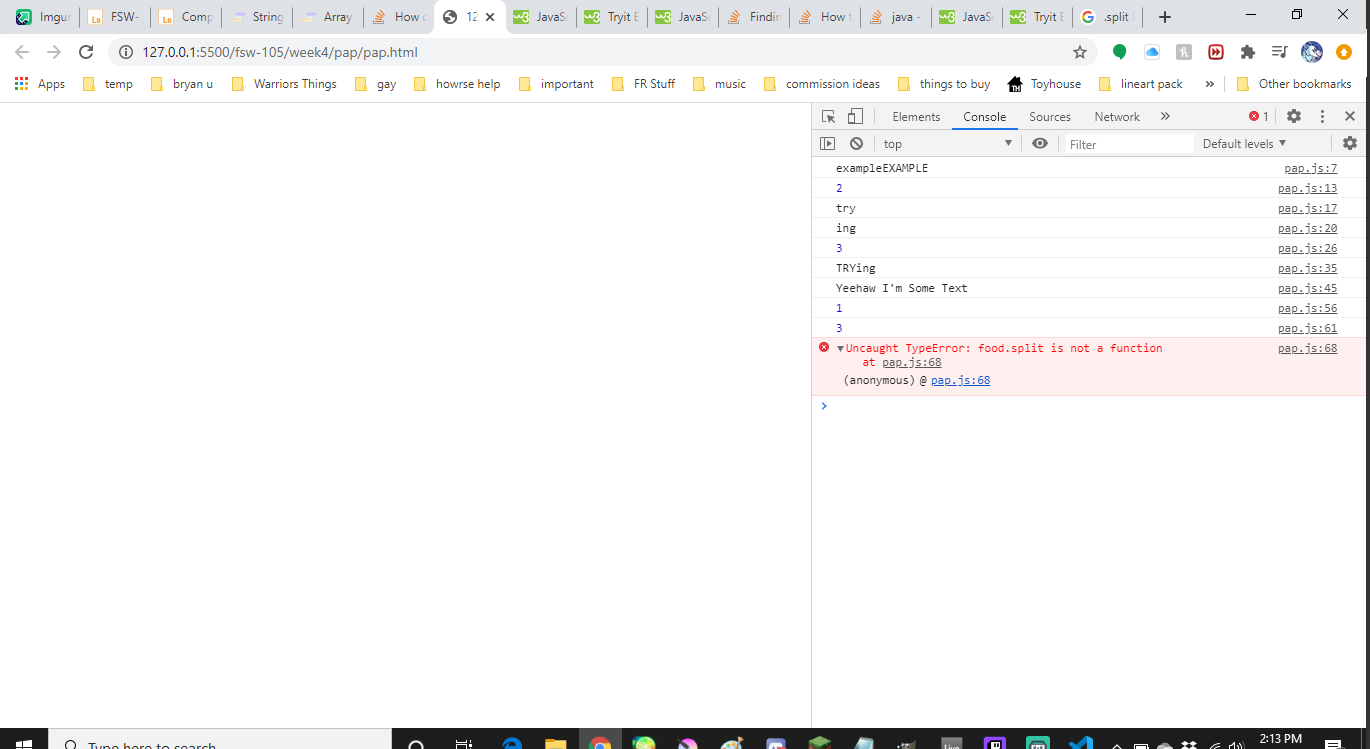 Imgur FSW- Comp String Array How 12 JavaSc Tryit E JavaSc Findin How t java - JavaSc Tryit E .split
127.0.0.1:5500/fsw-105/week4/pap/pap.html
Apps temp bryan u Warriors Things gay howrse help important FR Stuff music commission ideas things to buy Toyhouse lineart pack » Other bookmarks
Elements Console Sources Network » 1
top Filter Default levels
exampleEXAMPLE pap.js:7
2 pap.js:13
try pap.js:17
ing pap.js:20
3 pap.js:26
TRYing pap.js:35
Yeehaw I'm Some Text pap.js:45
1 pap.js:56
3 pap.js:61
Uncaught TypeError: food.split is not a function pap.js:68
at pap.js:68
(anonymous) @ pap.js:68
Type here to search Live 2:13 PM